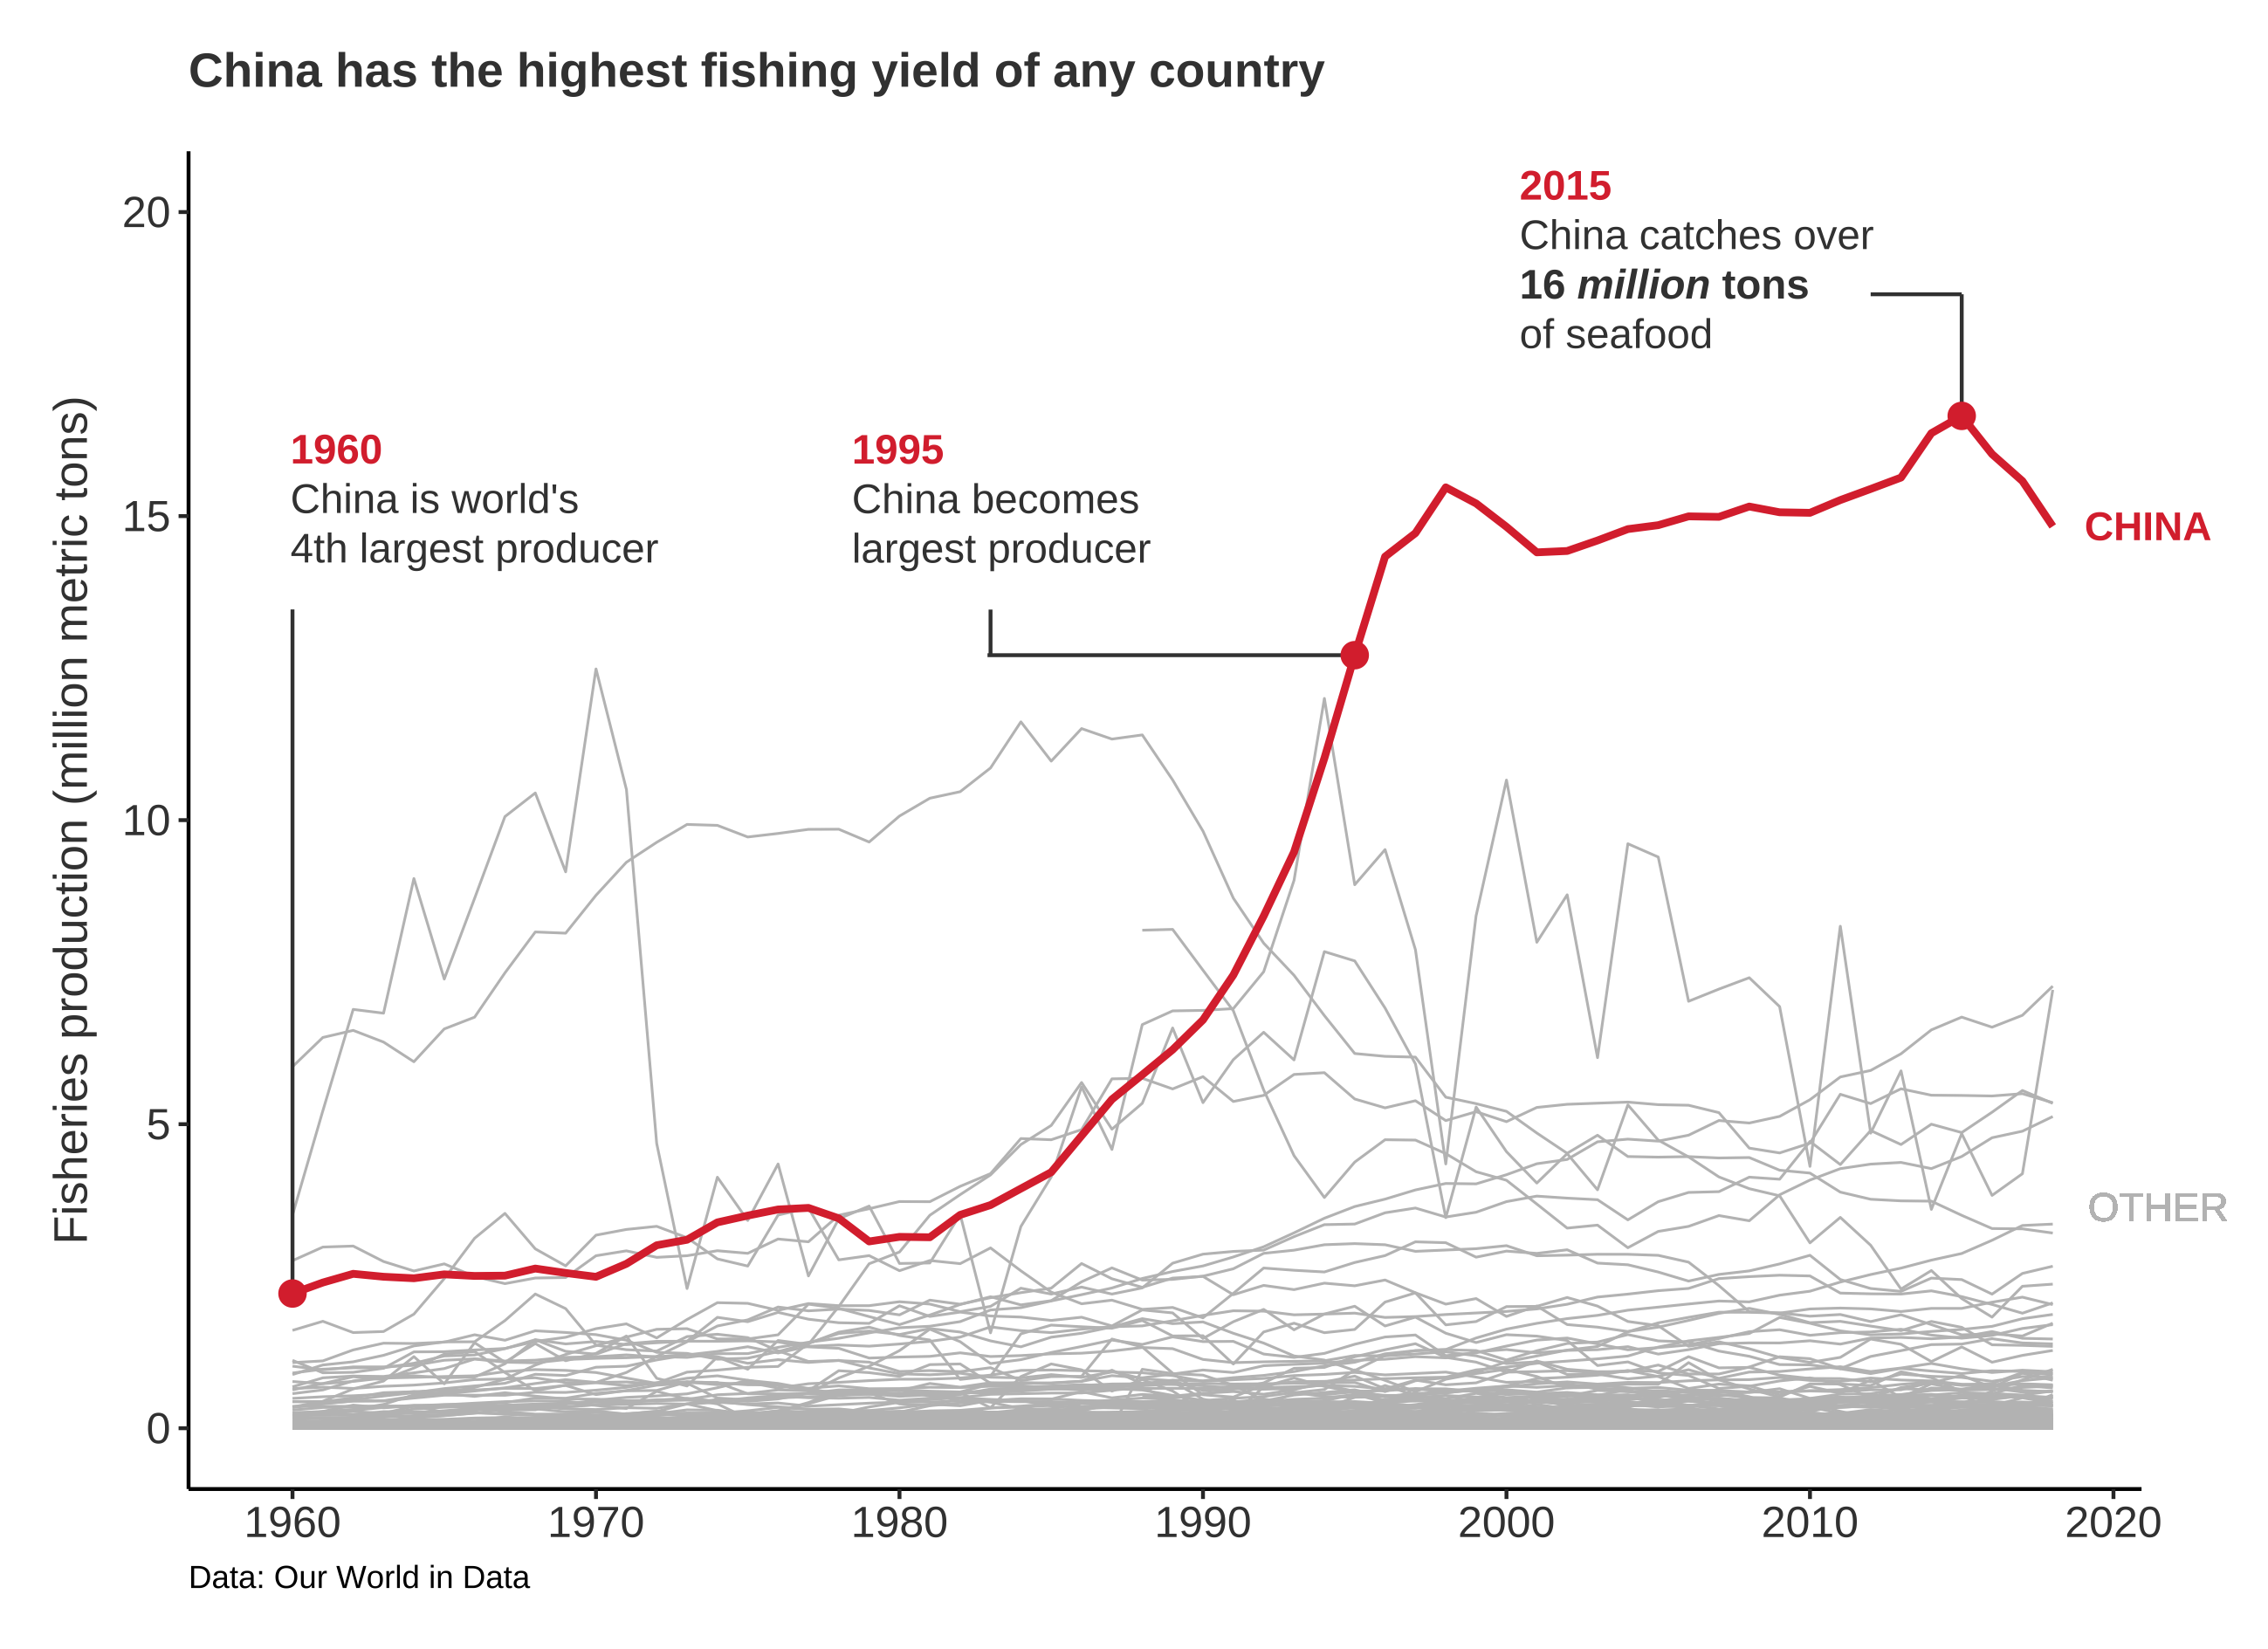 China has the highest fishing yield of any country
Fisheries production (million metric tons)
20
15
10
5
0
2015
China catches over
16 million tons
of seafood
1960
China is world's
4th largest producer
1995
China becomes
largest producer
CHINA
OTHER
1960 1970 1980 1990 2000 2010 2020
Data: Our World in Data